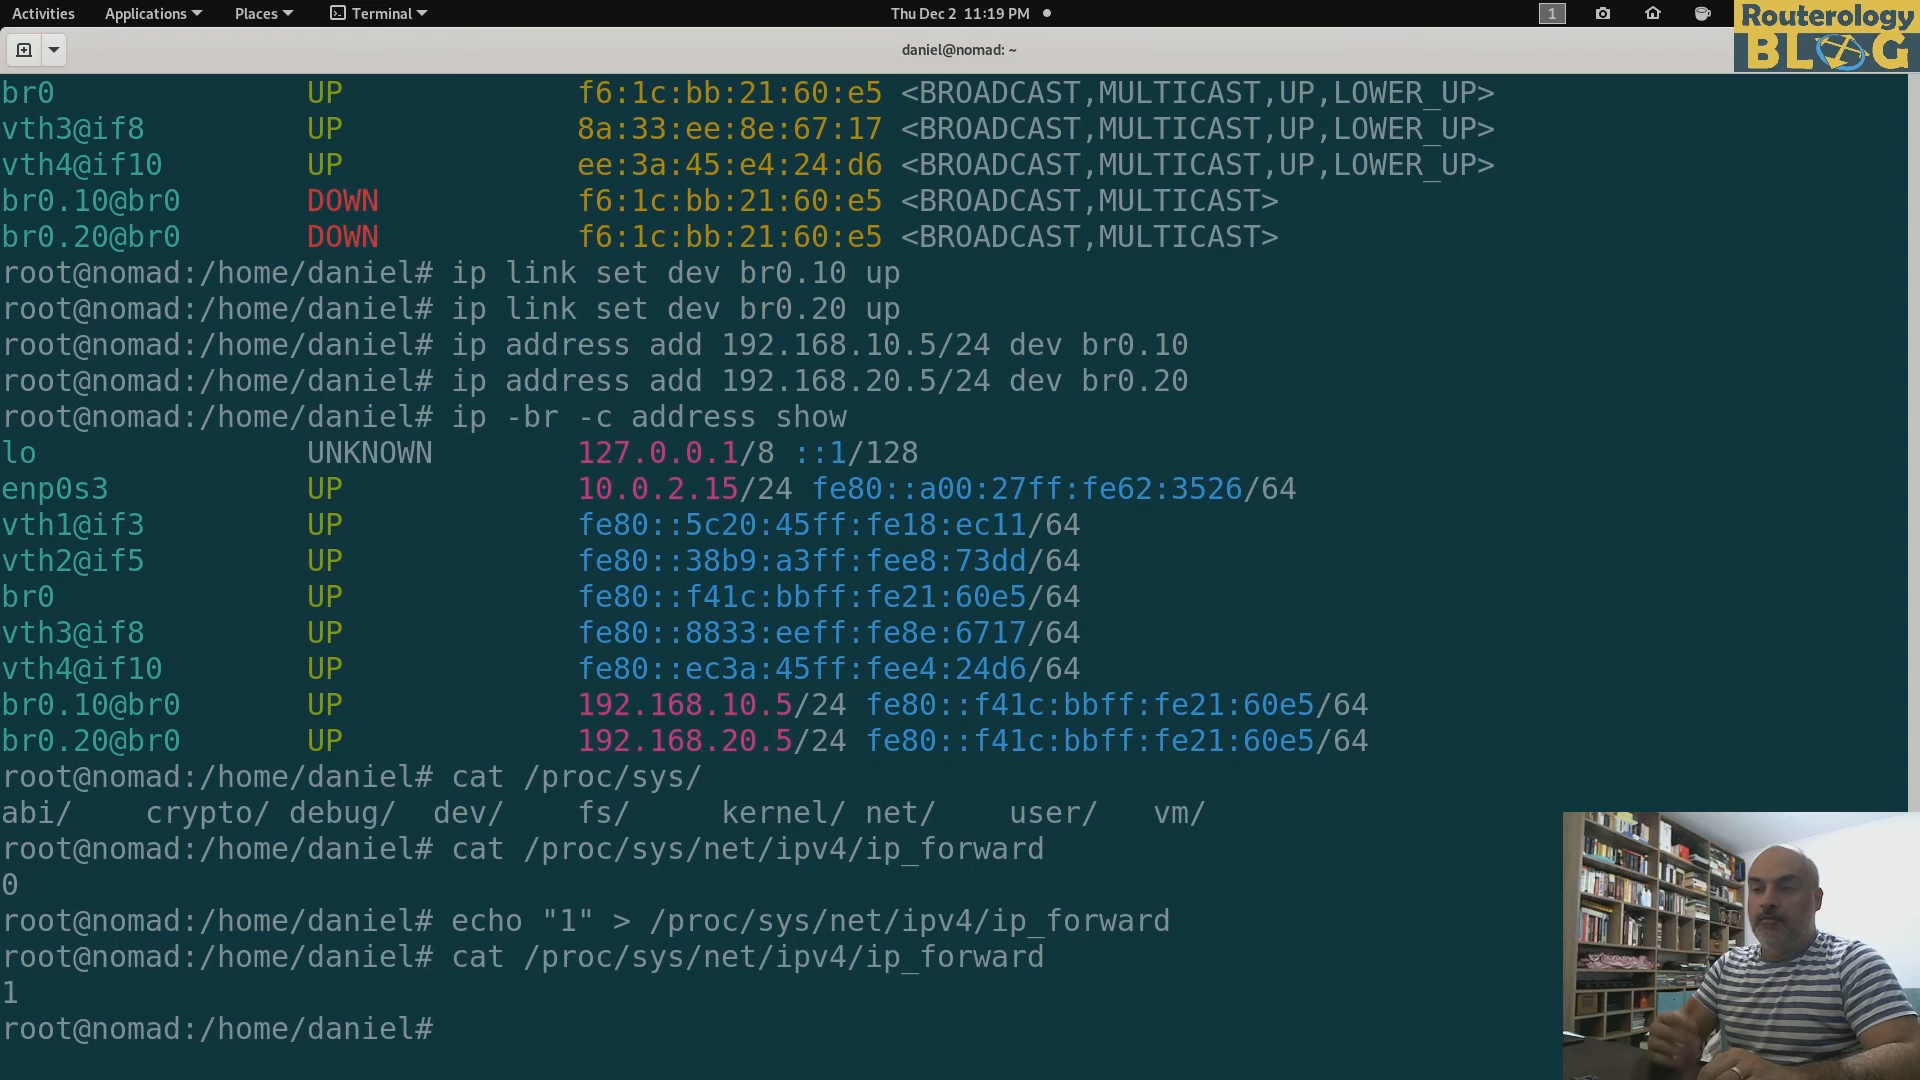 Activities Applications Places Terminal Thu Dec 2 11:19 PM 1
Routerology
BLOG
daniel@nomad: ~
br0 UP f6:1c:bb:21:60:e5 <BROADCAST,MULTICAST,UP,LOWER_UP>
vth3@if8 UP 8a:33:ee:8e:67:17 <BROADCAST,MULTICAST,UP,LOWER_UP>
vth4@if10 UP ee:3a:45:e4:24:d6 <BROADCAST,MULTICAST,UP,LOWER_UP>
br0.10@br0 DOWN f6:1c:bb:21:60:e5 <BROADCAST,MULTICAST>
br0.20@br0 DOWN f6:1c:bb:21:60:e5 <BROADCAST,MULTICAST>
root@nomad:/home/daniel# ip link set dev br0.10 up
root@nomad:/home/daniel# ip link set dev br0.20 up
root@nomad:/home/daniel# ip address add 192.168.10.5/24 dev br0.10
root@nomad:/home/daniel# ip address add 192.168.20.5/24 dev br0.20
root@nomad:/home/daniel# ip -br -c address show
lo UNKNOWN 127.0.0.1/8 ::1/128
enp0s3 UP 10.0.2.15/24 fe80::a00:27ff:fe62:3526/64
vth1@if3 UP fe80::5c20:45ff:fe18:ec11/64
vth2@if5 UP fe80::38b9:a3ff:fee8:73dd/64
br0 UP fe80::f41c:bbff:fe21:60e5/64
vth3@if8 UP fe80::8833:eeff:fe8e:6717/64
vth4@if10 UP fe80::ec3a:45ff:fee4:24d6/64
br0.10@br0 UP 192.168.10.5/24 fe80::f41c:bbff:fe21:60e5/64
br0.20@br0 UP 192.168.20.5/24 fe80::f41c:bbff:fe21:60e5/64
root@nomad:/home/daniel# cat /proc/sys/
abi/ crypto/ debug/ dev/ fs/ kernel/ net/ user/ vm/
root@nomad:/home/daniel# cat /proc/sys/net/ipv4/ip_forward
0
root@nomad:/home/daniel# echo "1" > /proc/sys/net/ipv4/ip_forward
root@nomad:/home/daniel# cat /proc/sys/net/ipv4/ip_forward
1
root@nomad:/home/daniel#